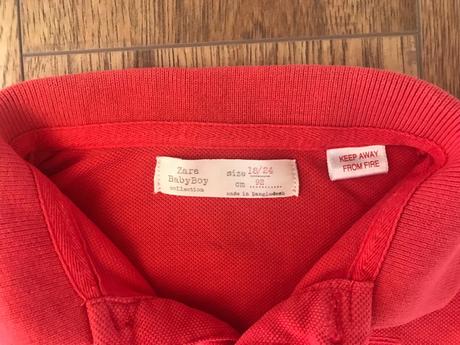 Zara
BabyBoy
collection
size 18/24
cm 92
made in Bangladesh
KEEP AWAY
FROM FIRE